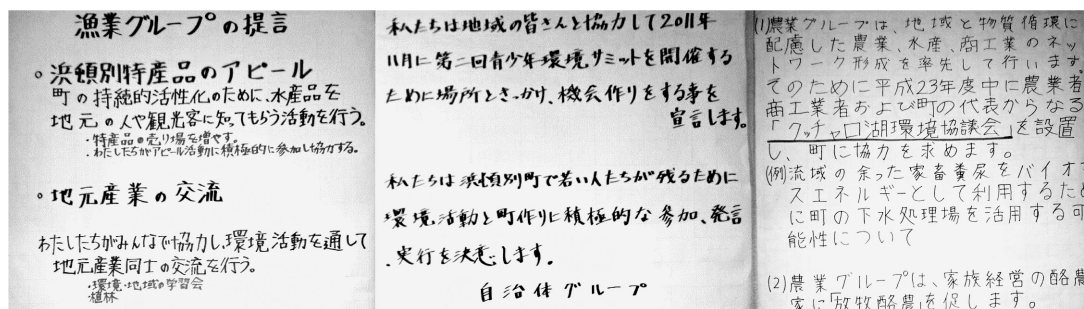 漁業グループの提言
。浜頓別特産品のアピール
町の持続的活性化のために、水産品を
地元の人や観光客に知ってもらう活動を行う。
・特産品の売り場を増やす。
・わたしたちがアピール活動に積極的に参加し協力する。
。地元産業の交流
わたしたちがみんなで協力し、環境活動を通して
地元産業同士の交流を行う。
・環境・地域の学習会
・植林
私たちは地域の皆さんと協力して2011年
11月に第二回青少年環境サミットを開催する
ために場所ときっかけ、機会作りをする事を
宣言します。
私たちは浜頓別町で若い人たちが残るために
環境活動と町作りに積極的な参加、発言
、実行を決意します。
自治体グループ
(1)農業グループは、地域と物質循環に
配慮した農業、水産、商工業のネッ
トワーク形成を率先して行います。
そのために平成23年度中に農業者
商工業者および町の代表からなる
「クッチャロ湖環境協議会」を設置
し、町に協力を求めます。
(例)流域の余った家畜糞尿をバイオ
スエネルギーとして利用するため
に町の下水処理場を活用する可
能性について
(2)農業グループは、家族経営の酪農
家に「放牧酪農」を促します。